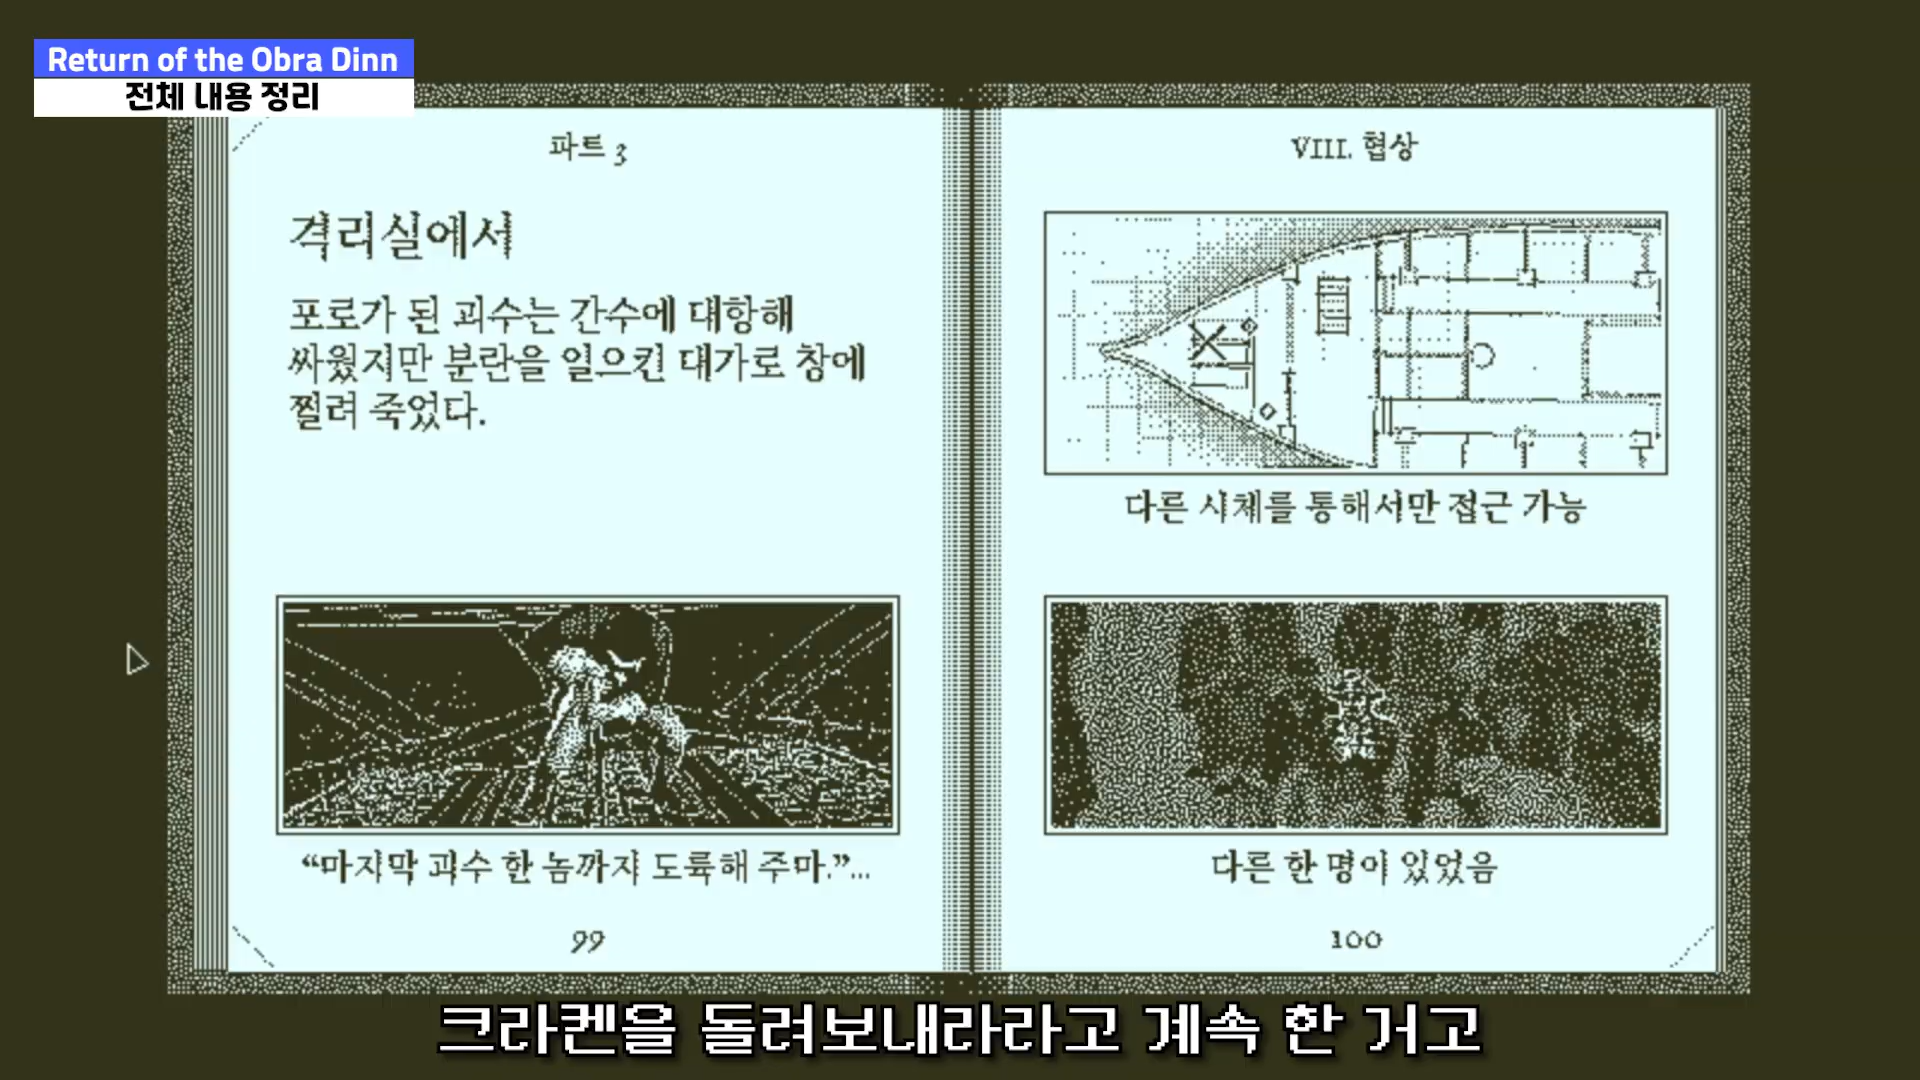 Return of the Obra Dinn
전체 내용 정리
파트 3
격리실에서
포로가 된 괴수는 간수에 대항해
싸웠지만 분란을 일으킨 대가로 창에
찔려 죽었다.
“마지막 괴수 한 놈까지 도륙해 주마.”...
99
VIII. 협상
다른 시체를 통해서만 접근 가능
다른 한 명이 있었음
100
크라켄을 돌려보내라라고 계속 한 거고